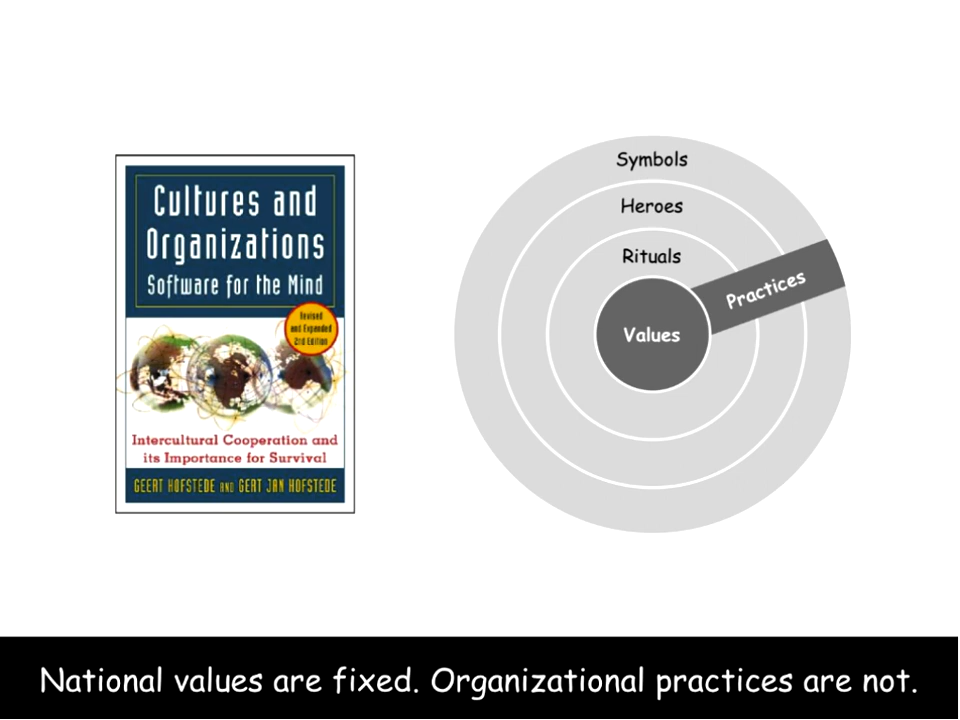 Cultures and
Organizations
Software for the Mind
Revised
and Expanded
2nd Edition
Intercultural Cooperation and
its Importance for Survival
GEERT HOFSTEDE AND GERT JAN HOFSTEDE
Symbols
Heroes
Rituals
Practices
Values
National values are fixed. Organizational practices are not.